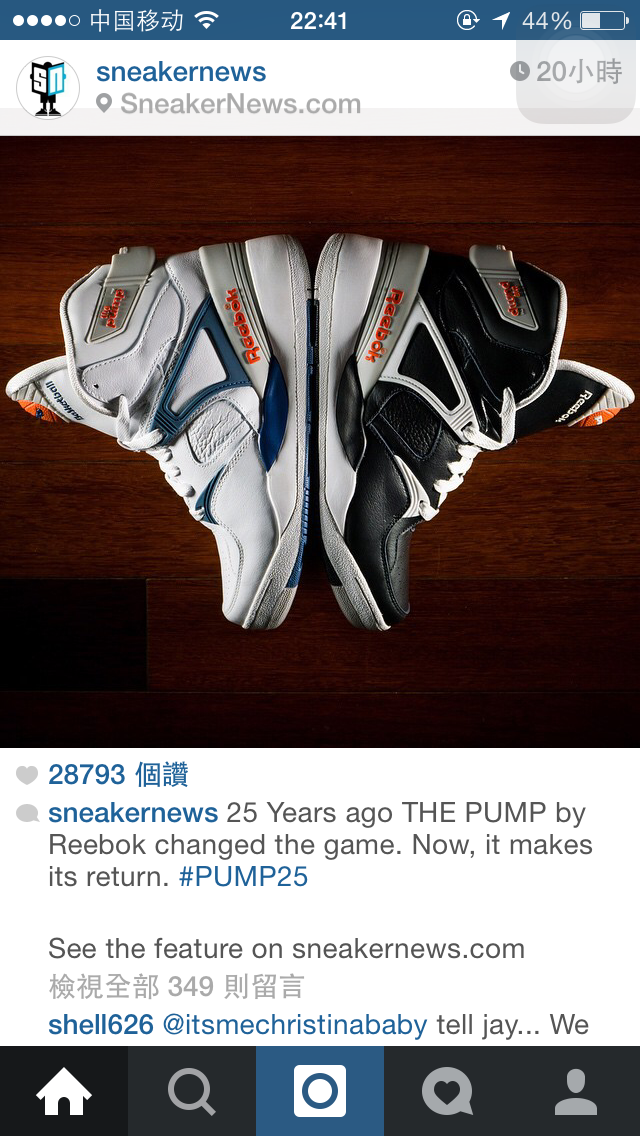 中国移动 22:41 44%
SN
sneakernews
20小時
SneakerNews.com
Reebok
Reebok
Pump
Pump
Basketball
Reebok
28793 個讚
sneakernews 25 Years ago THE PUMP by
Reebok changed the game. Now, it makes
its return. #PUMP25
See the feature on sneakernews.com
檢視全部 349 則留言
shell626 @itsmechristinababy tell jay... We